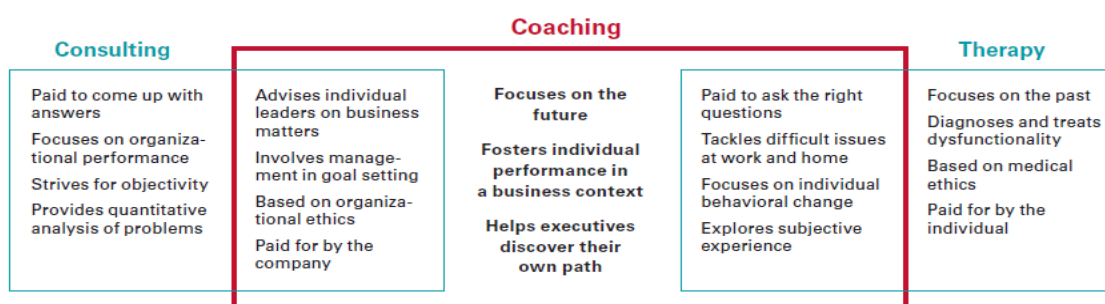 Coaching
Consulting
Therapy
Paid to come up with
answers
Focuses on organiza-
tional performance
Strives for objectivity
Provides quantitative
analysis of problems
Advises individual
leaders on business
matters
Involves manage-
ment in goal setting
Based on organiza-
tional ethics
Paid for by the
company
Focuses on the
future
Fosters individual
performance in
a business context
Helps executives
discover their
own path
Paid to ask the right
questions
Tackles difficult issues
at work and home
Focuses on individual
behavioral change
Explores subjective
experience
Focuses on the past
Diagnoses and treats
dysfunctionality
Based on medical
ethics
Paid for by the
individual